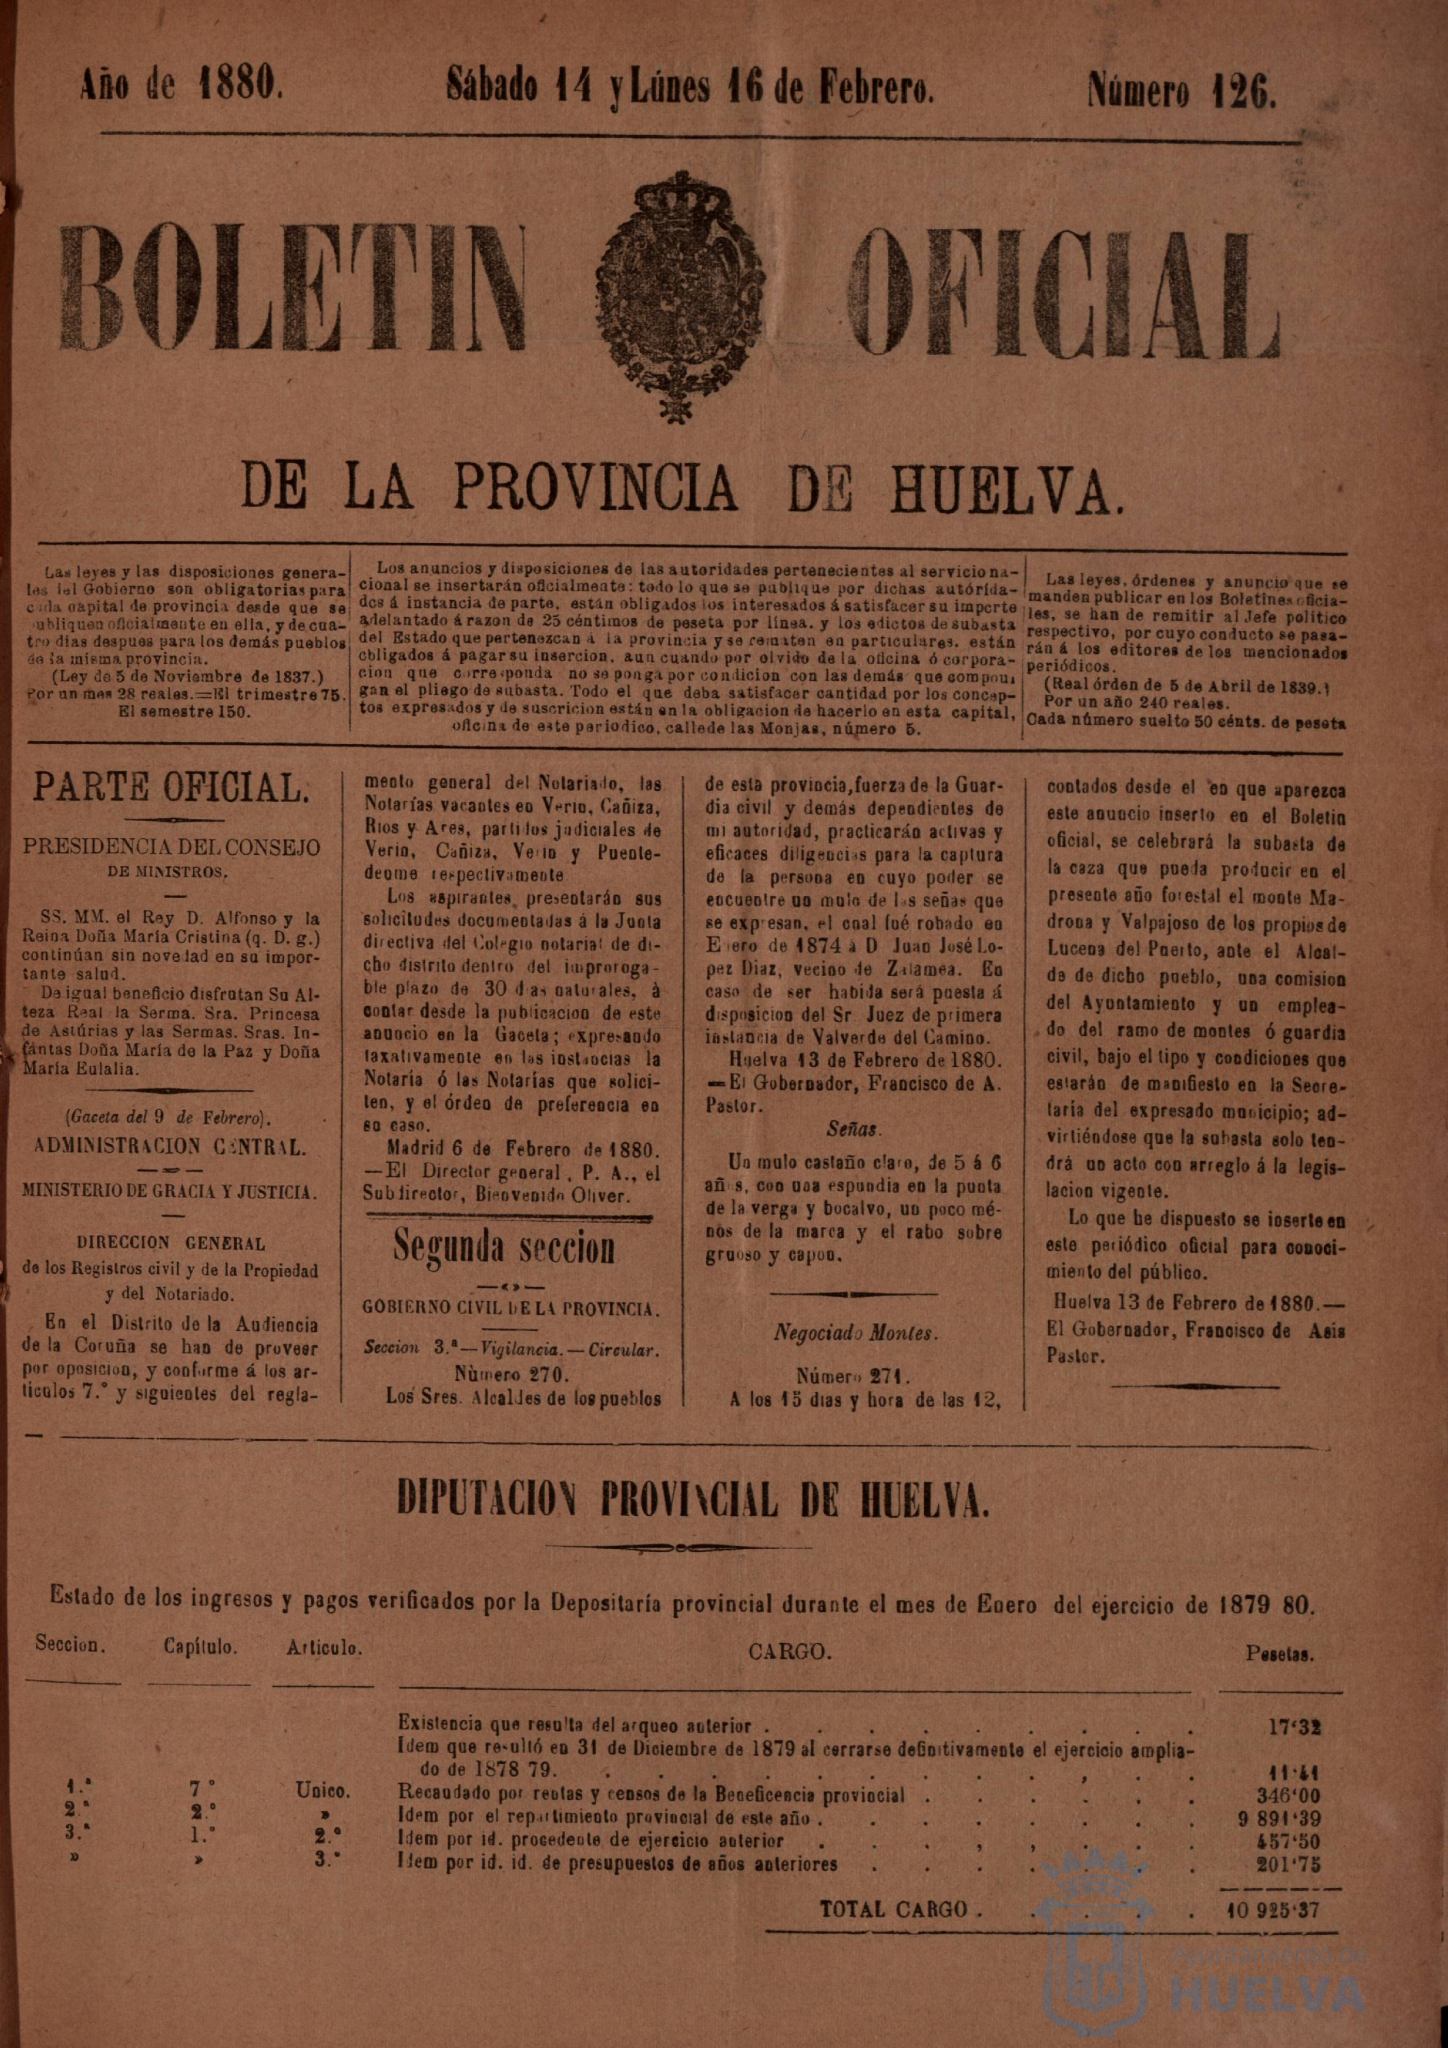 Año de 1880.
Sábado 14 y Lúnes 16 de Febrero.
Número 126.
BOLETIN OFICIAL
DE LA PROVINCIA DE HUELVA.
Las leyes y las disposiciones genera-
les del Gobierno son obligatorias para
cada capital de provincia desde que se
publiquen oficialmente en ella, y de cua-
tro dias despues para los demás pueblos
de la misma provincia.
(Ley de 5 de Noviembre de 1837.)
Por un mes 28 reales.=El trimestre 75.
El semestre 150.
Los anuncios y disposiciones de las autoridades pertenecientes al servicio na-
cional se insertarán oficialmente: todo lo que se publique por dichas autórida-
des á instancia de parte, están obligados los interesados á satisfacer su importe
adelantado á razon de 25 céntimos de peseta por línea. y los edictos de subasta
del Estado que pertenezcan á la provincia y se rematen en particulares. están
obligados á pagar su insercion, aun cuando por olvido de la oficina ó corpora-
cion que corresponda no se ponga por condicion con las demás que compon
gan el pliego de subasta. Todo el que deba satisfacer cantidad por los concep-
tos expresados y de suscricion están en la obligacion de hacerlo en esta capital,
oficina de este periodico, callede las Monjas, número 5.
Las leyes, órdenes y anuncio que se
manden publicar en los Boletines oficia-
les, se han de remitir al Jefe político
respectivo, por cuyo conducto se pasa-
rán á los editores de los mencionados
periódicos.
(Real órden de 5 de Abril de 1839.)
Por un año 240 reales.
Cada número suelto 50 cénts. de peseta
PARTE OFICIAL.
PRESIDENCIA DEL CONSEJO
DE MINISTROS.
SS. MM. el Rey D. Alfonso y la
Reina Doña María Cristina (q. D. g.)
continúan sin novedad en su impor-
tante salud.
De igual beneficio disfrutan Su Al-
teza Real la Serma. Sra. Princesa
de Astúrias y las Sermas. Sras. In-
fantas Doña María de la Paz y Doña
María Eulalia.
(Gaceta del 9 de Febrero).
ADMINISTRACION CENTRAL.
MINISTERIO DE GRACIA Y JUSTICIA.
DIRECCION GENERAL
de los Registros civil y de la Propiedad
y del Notariado.
En el Distrito de la Audiencia
de la Coruña se han de proveer
por oposicion, y conforme á los ar-
tículos 7.º y siguientes del regla-
mento general del Notariado, las
Notarías vacantes en Verin, Cañiza,
Rios y Ares, partidos judiciales de
Verin, Cañiza, Verin y Puente-
deume respectivamente
Los aspirantes presentarán sus
solicitudes documentadas á la Junta
directiva del Colegio notarial de di-
cho distrito dentro del improroga-
ble plazo de 30 dias naturales, á
contar desde la publicacion de este
anuncio en la Gaceta; expresando
taxativamente en las instancias la
Notaría ó las Notarías que solici-
ten, y el órden de preferencia en
su caso.
Madrid 6 de Febrero de 1880.
—El Director general, P. A., el
Subdirector, Bienvenido Oliver.
Segunda seccion
GOBIERNO CIVIL DE LA PROVINCIA.
Seccion 3.ª—Vigilancia.—Circular.
Número 270.
Los Sres. Alcaldes de los pueblos
de esta provincia, fuerza de la Guar-
dia civil y demás dependientes de
mi autoridad, practicarán activas y
eficaces diligencias para la captura
de la persona en cuyo poder se
encuentre un mulo de las señas que
se expresan, el cual fué robado en
Enero de 1874 á D Juan José Lo-
pez Diaz, vecino de Zalamea. En
caso de ser habida será puesta á
disposicion del Sr. Juez de primera
instancia de Valverde del Camino.
Huelva 13 de Febrero de 1880.
—El Gobernador, Francisco de A.
Pastor.
Señas.
Un mulo castaño claro, de 5 á 6
años, con una espundia en la punta
de la verga y bocalvo, un poco mé-
nos de la marca y el rabo sobre
grueso y capon.
Negociado Montes.
Número 271.
A los 15 dias y hora de las 12,
contados desde el en que aparezca
este anuncio inserto en el Boletin
oficial, se celebrará la subasta de
la caza que pueda producir en el
presente año forestal el monte Ma-
drona y Valpajoso de los propios de
Lucena del Puerto, ante el Alcal-
de de dicho pueblo, una comision
del Ayuntamiento y un emplea-
do del ramo de montes ó guardia
civil, bajo el tipo y condiciones que
estarán de manifiesto en la Secre-
taría del expresado municipio; ad-
virtiéndose que la subasta solo ten-
drá un acto con arreglo á la legis-
lacion vigente.
Lo que he dispuesto se inserte en
este periódico oficial para conoci-
miento del público.
Huelva 13 de Febrero de 1880.—
El Gobernador, Francisco de Asis
Pastor.
DIPUTACION PROVINCIAL DE HUELVA.
Estado de los ingresos y pagos verificados por la Depositaría provincial durante el mes de Enero del ejercicio de 1879 80.
Seccion. Capítulo. Articulo. CARGO. Pesetas.
Existencia que resulta del arqueo anterior . . . . . . . . . 17‘32
Idem que resultó en 31 de Diciembre de 1879 al cerrarse definitivamente el ejercicio amplia-
do de 1878 79. . . . . . . . . . . . . 11‘41
1.ª 7 º Unico. Recaudado por rentas y censos de la Beneficencia provincial . . . . . . 346‘00
2.ª 2.º » Idem por el repartimiento provincial de este año . . . . . . . . 9 891‘39
3.ª 1.º 2.º Idem por id. procedente de ejercicio anterior . . . . . . . . 457‘50
» » 3.º Idem por id. id. de presupuestos de años anteriores . . . . . . . 201‘75
TOTAL CARGO . . . . . 10 925‘37
Ayuntamiento de
HUELVA